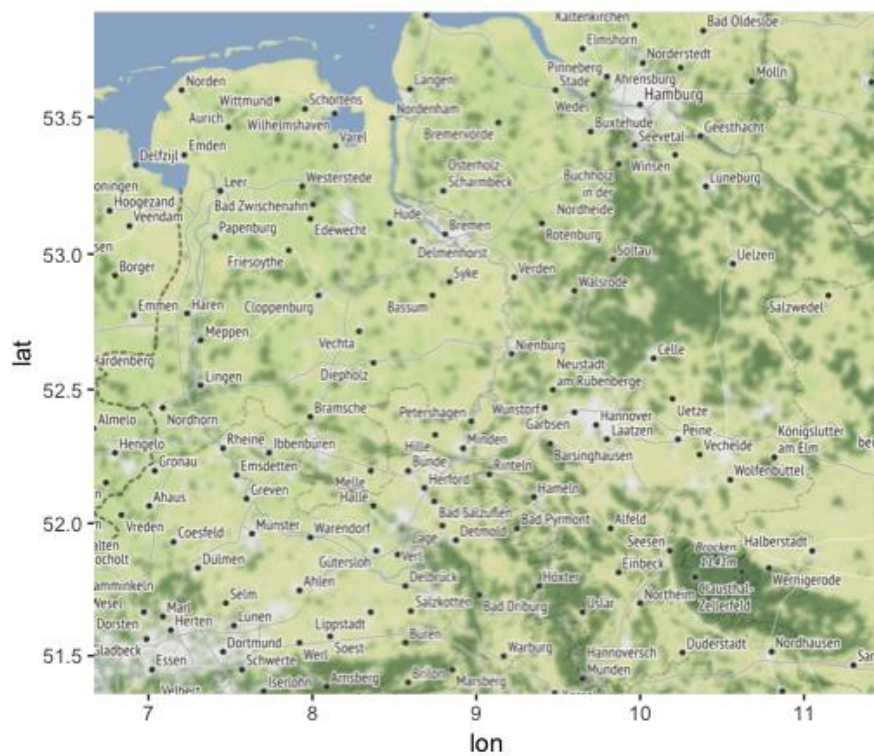 Kaltenkirchen
Bad Oldesloe
Elmshorn
Norderstedt
Pinneberg
Stade
Ahrensburg
Mölln
Norden
Langen
Wittmund
Schortens
Wedel
Hamburg
53.5
Aurich
Wilhelmshaven
Nordenham
Buxtehude
Geesthacht
Emden
Varel
Bremervörde
Seevetal
Delfzijl
Winsen
Leer
Westerstede
Osterholz
Scharmbeck
Buchholz
in der
Nordheide
Lüneburg
oningen
Hoogezand
Veendam
Bad Zwischenahn
Hude
Bremen
Papenburg
Edewecht
Rotenburg
53.0
Delmenhorst
Soltau
Uelzen
sen
Borger
Friesoythe
Syke
Verden
Walsrode
Emmen
Haren
Cloppenburg
Bassum
Salzwedel
Meppen
Vechta
Nienburg
Celle
lat
Hardenberg
Diepholz
Neustadt
am Rübenberge
52.5
Lingen
Almelo
Nordhorn
Bramsche
Petershagen
Wunstorf
Garbsen
Hannover
Laatzen
Uetze
Peine
Königslutter
am Elm
Hengelo
Gronau
Rheine
Ibbenbüren
Hille
Minden
Barsinghausen
Vechelde
Emsdetten
Bünde
Rinteln
Wolfenbüttel
Ahaus
Greven
Melle
Halle
Herford
Hameln
52.0
Vreden
Coesfeld
Münster
Warendorf
Bad Salzuflen
Lage
Detmold
Bad Pyrmont
Alfeld
Seesen
Brocken
1141m
Halberstadt
Dülmen
Gütersloh
Verl
Einbeck
Wernigerode
amminkeln
Ahlen
Delbrück
Höxter
Clausthal-
Zellerfeld
Wesel
Marl
Selm
Salzkotten
Bad Driburg
Uslar
Northeim
Dorsten
Herten
Lünen
Lippstadt
Gladbeck
Dortmund
Soest
Büren
Warburg
Hannoversch
Münden
Duderstadt
Nordhausen
51.5
Essen
Schwerte
Werl
Velbert
Iserlohn
Arnsberg
Brilon
Marsberg
7
8
9
10
11
lon